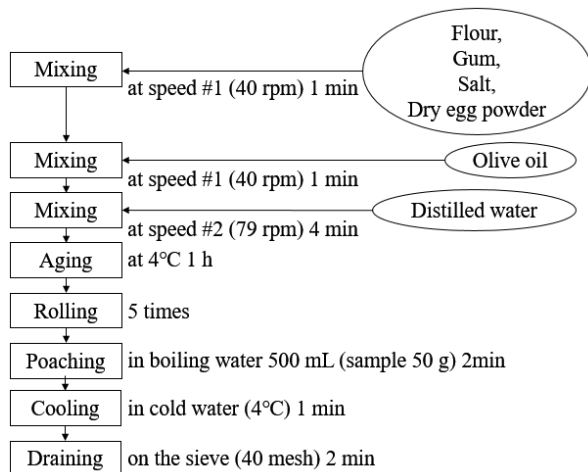 Flour,
Gum,
Salt,
Dry egg powder
Mixing
at speed #1 (40 rpm) 1 min
Mixing
Olive oil
at speed #1 (40 rpm) 1 min
Mixing
Distilled water
at speed #2 (79 rpm) 4 min
Aging at 4℃ 1 h
Rolling 5 times
Poaching in boiling water 500 mL (sample 50 g) 2min
Cooling in cold water (4℃) 1 min
Draining on the sieve (40 mesh) 2 min